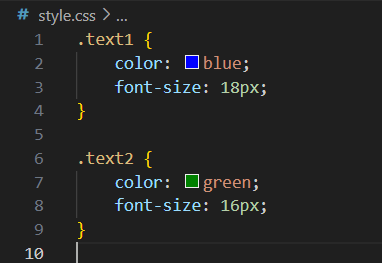 # style.css > ...
1 .text1 {
2     color: blue;
3     font-size: 18px;
4 }
5
6 .text2 {
7     color: green;
8     font-size: 16px;
9 }
10